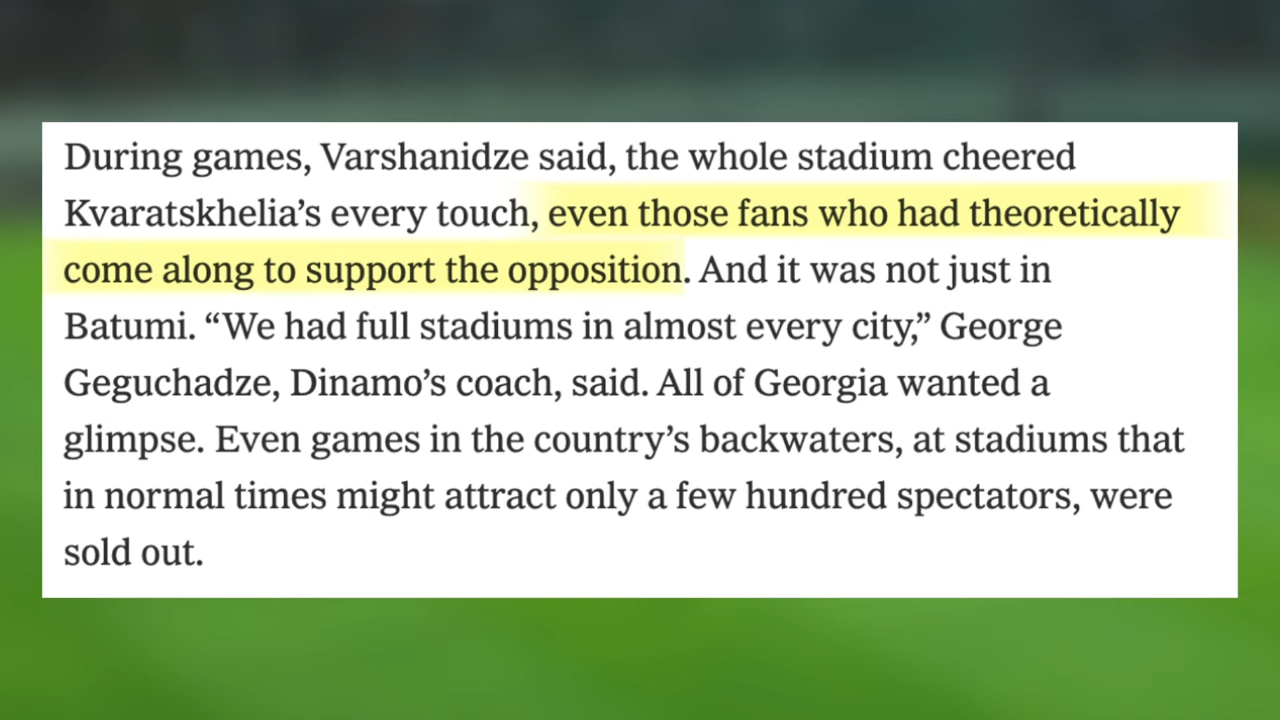 During games, Varshanidze said, the whole stadium cheered
Kvaratskhelia’s every touch, even those fans who had theoretically
come along to support the opposition. And it was not just in
Batumi. “We had full stadiums in almost every city,” George
Geguchadze, Dinamo’s coach, said. All of Georgia wanted a
glimpse. Even games in the country’s backwaters, at stadiums that
in normal times might attract only a few hundred spectators, were
sold out.